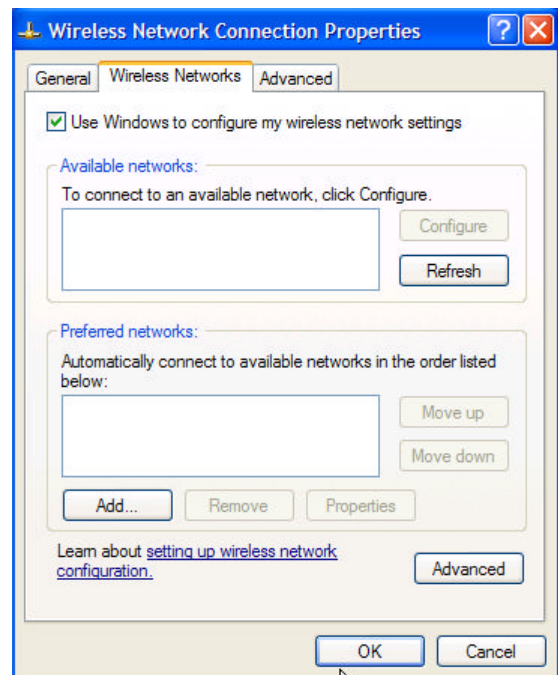 Wireless Network Connection Properties
?
X
General
Wireless Networks
Advanced
Use Windows to configure my wireless network settings
Available networks:
To connect to an available network, click Configure.
Configure
Refresh
Preferred networks:
Automatically connect to available networks in the order listed
below:
Move up
Move down
Add...
Remove
Properties
Learn about setting up wireless network
configuration.
Advanced
OK
Cancel